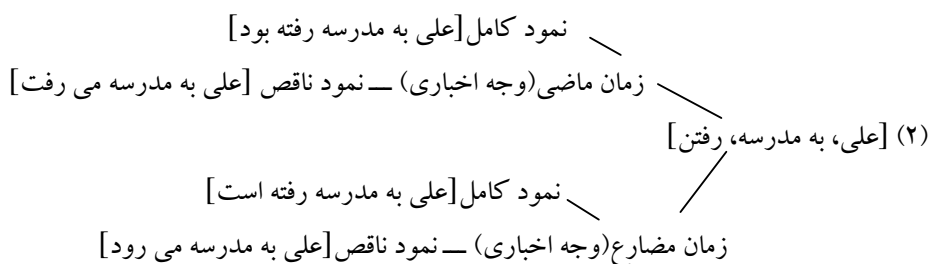 نمود کامل[علی به مدرسه رفته بود]
زمان ماضی(وجه اخباری) ــ نمود ناقص [علی به مدرسه می رفت]
(۲) [علی، به مدرسه، رفتن]
نمود کامل[علی به مدرسه رفته است]
زمان مضارع(وجه اخباری) ــ نمود ناقص[علی به مدرسه می رود]